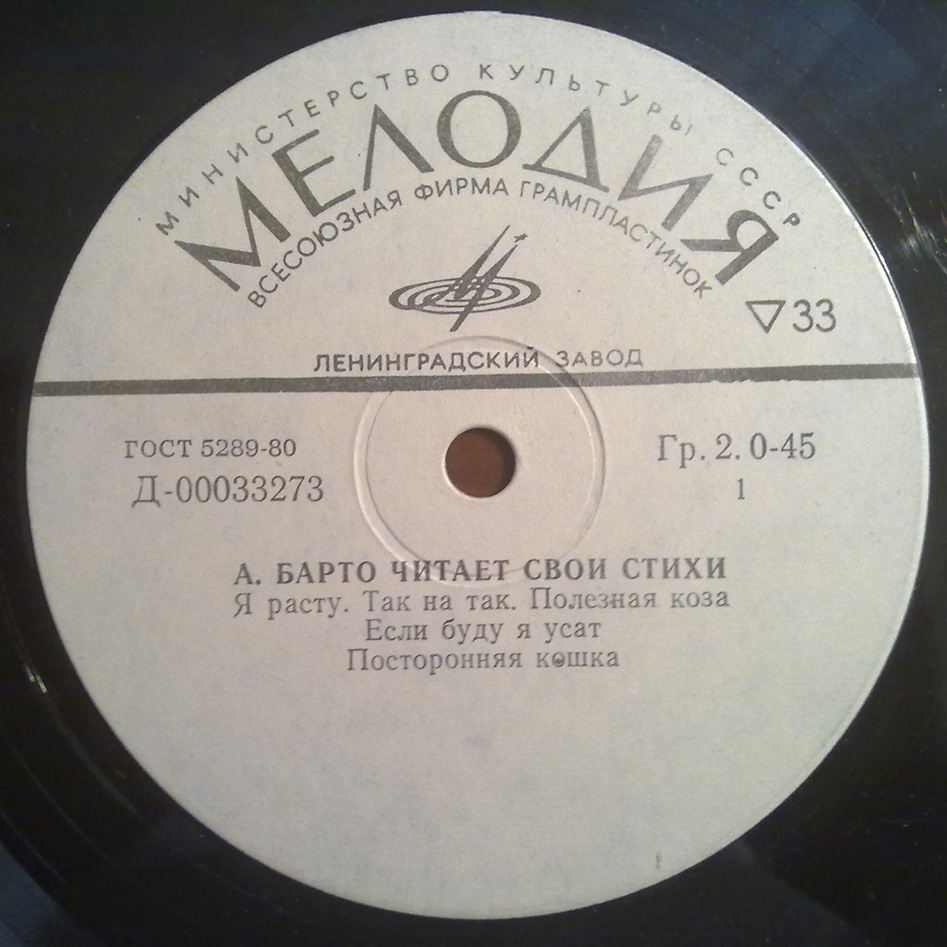 МИНИСТЕРСТВО КУЛЬТУРЫ СССР
МЕЛОДИЯ
ВСЕСОЮЗНАЯ ФИРМА ГРАМПЛАСТИНОК
▽33
ЛЕНИНГРАДСКИЙ ЗАВОД
ГОСТ 5289-80
Гр. 2. 0-45
Д-00033273
1
А. БАРТО ЧИТАЕТ СВОИ СТИХИ
Я расту. Так на так. Полезная коза
Если буду я усат
Посторонняя кошка